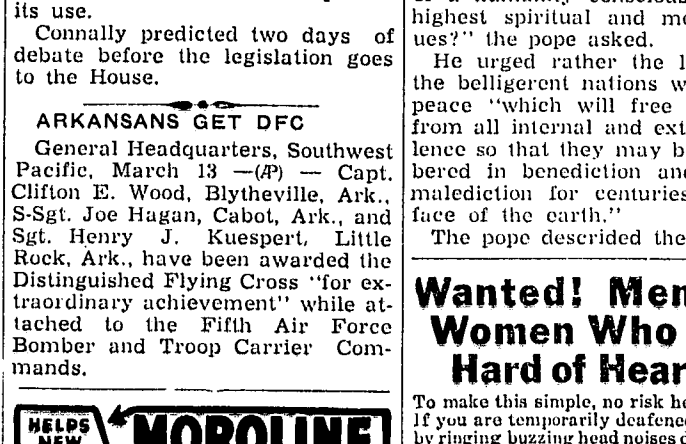 its use.
Connally predicted two days of
debate before the legislation goes
to the House.
ARKANSANS GET DFC
General Headquarters, Southwest
Pacific, March 13 —(AP) — Capt.
Clifton E. Wood, Blytheville, Ark.,
S-Sgt. Joe Hagan, Cabot, Ark., and
Sgt. Henry J. Kuespert, Little
Rock, Ark., have been awarded the
Distinguished Flying Cross "for ex-
traordinary achievement" while at-
tached to the Fifth Air Force
Bomber and Troop Carrier Com-
mands.
HELPS
NEW
MOROLINE
highest spiritual and
ues?" the pope asked.
He urged rather the
the belligerent nations
peace "which will free
from all internal and
lence so that they may
bered in benediction
malediction for centuries
face of the earth."
The pope descrided the
Wanted! Men
Women Who
Hard of Hear
To make this simple, no risk
If you are temporarily deafened
by ringing buzzing head noises